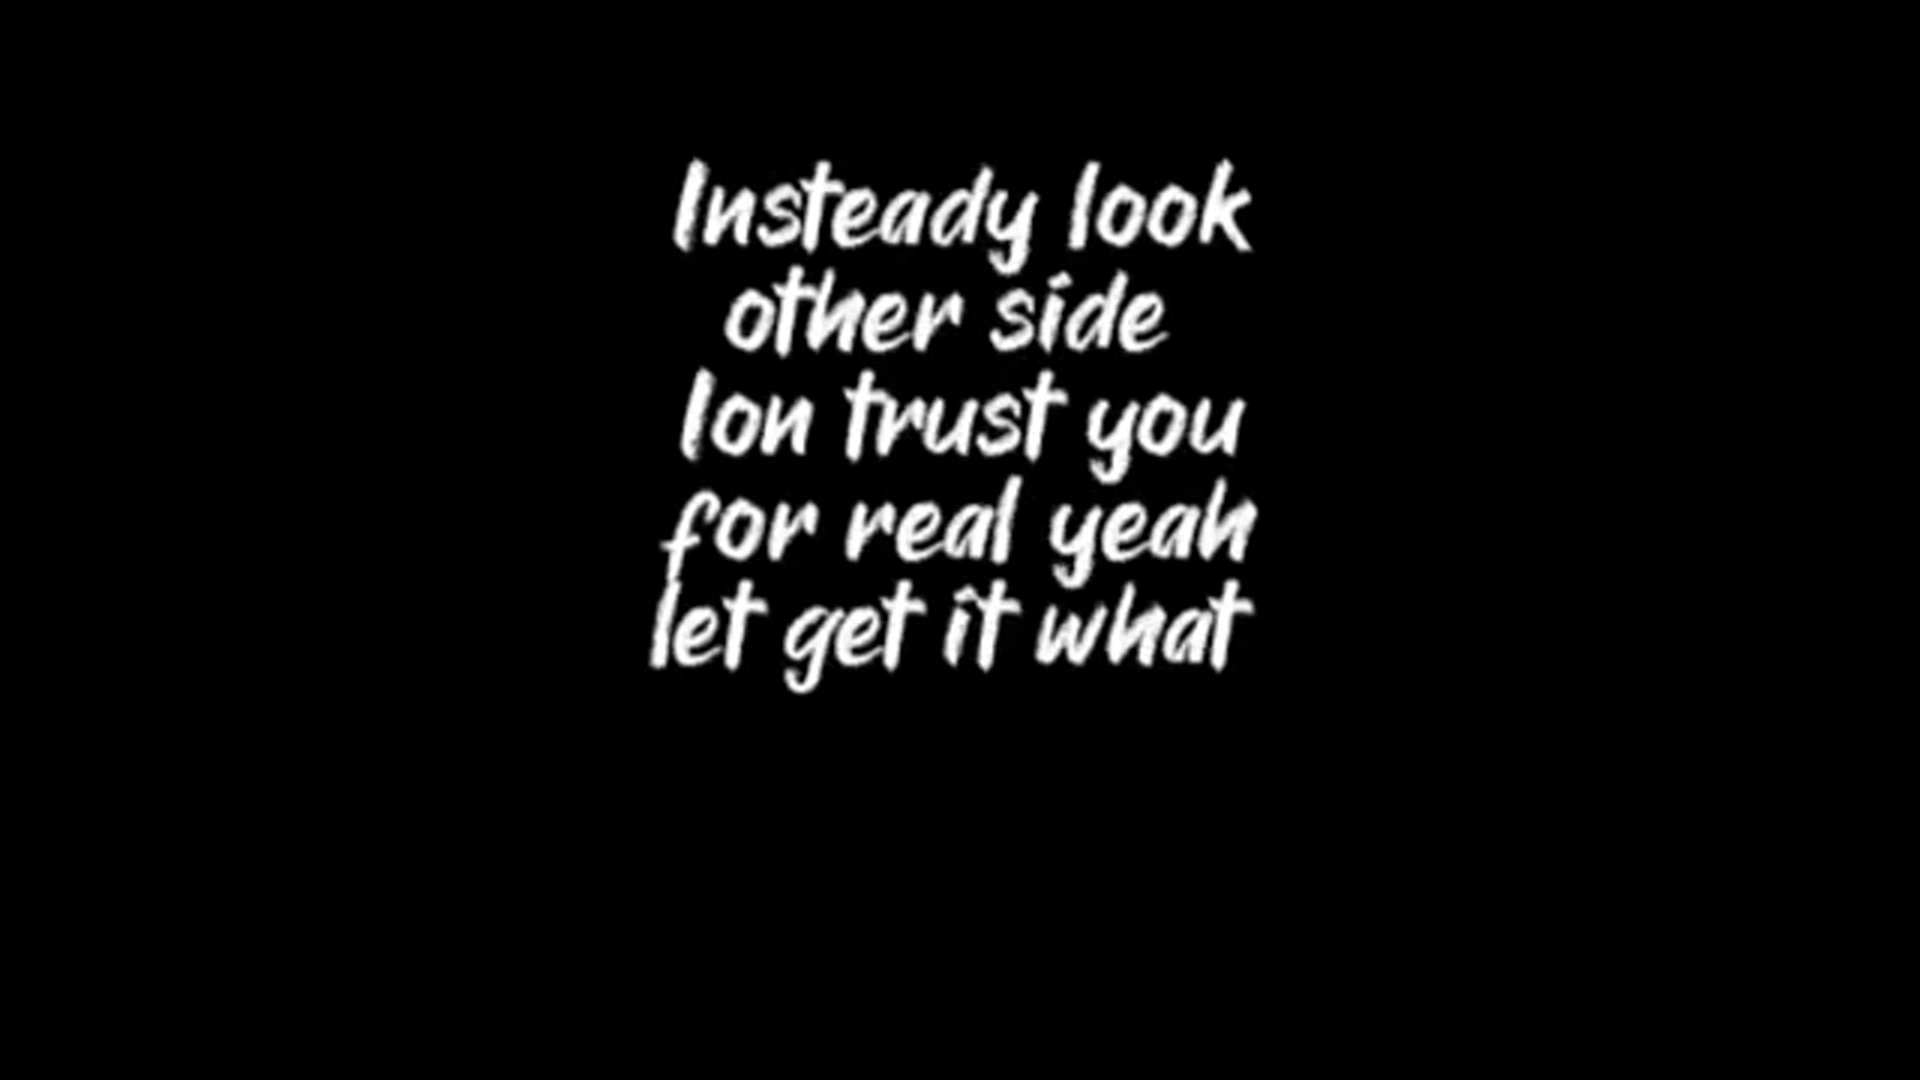 Insteady look
other side
Ion trust you
for real yeah
let get it what